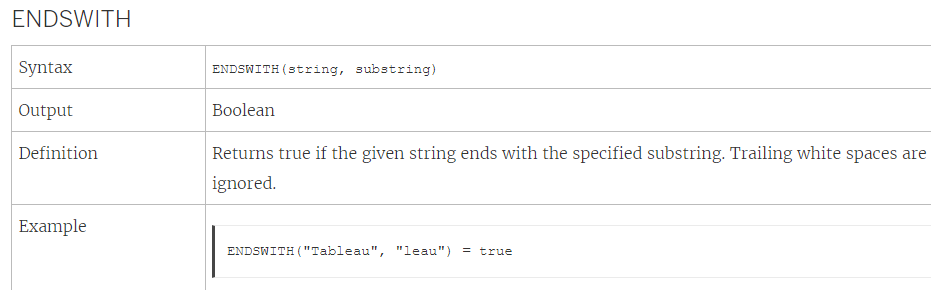 ENDSWITH
Syntax
ENDSWITH(string, substring)
Output
Boolean
Definition
Returns true if the given string ends with the specified substring. Trailing white spaces are
ignored.
Example
ENDSWITH("Tableau", "leau") = true